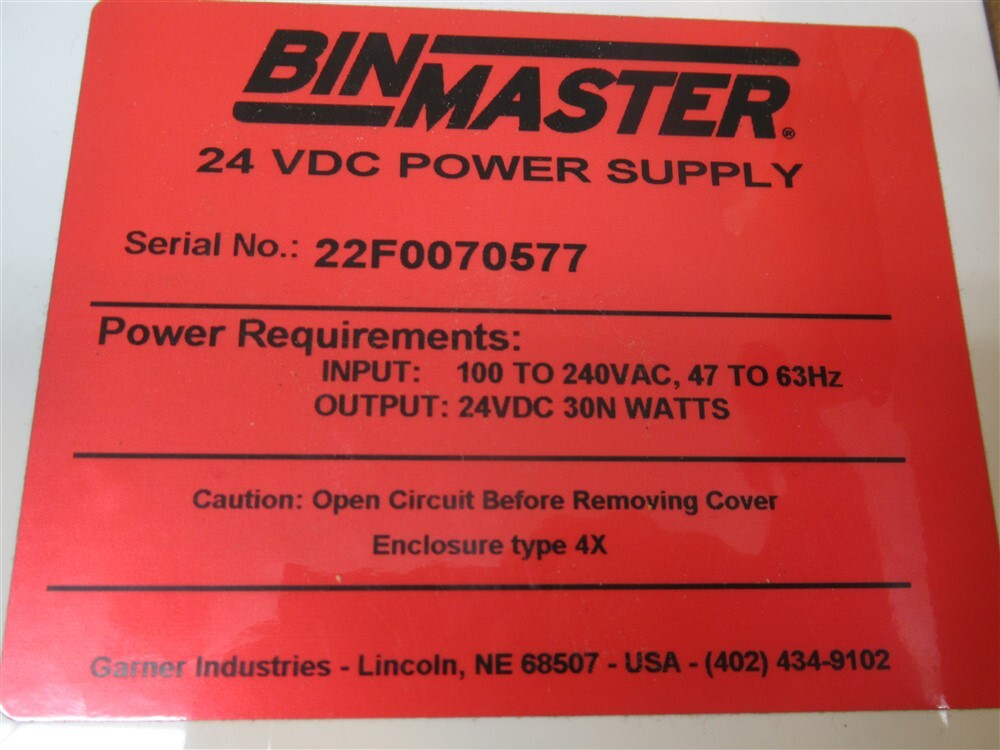 BINMASTER®
24 VDC POWER SUPPLY
Serial No.: 22F0070577
Power Requirements:
INPUT: 100 TO 240VAC, 47 TO 63Hz
OUTPUT: 24VDC 30N WATTS
Caution: Open Circuit Before Removing Cover
Enclosure type 4X
Garner Industries - Lincoln, NE 68507 - USA - (402) 434-9102